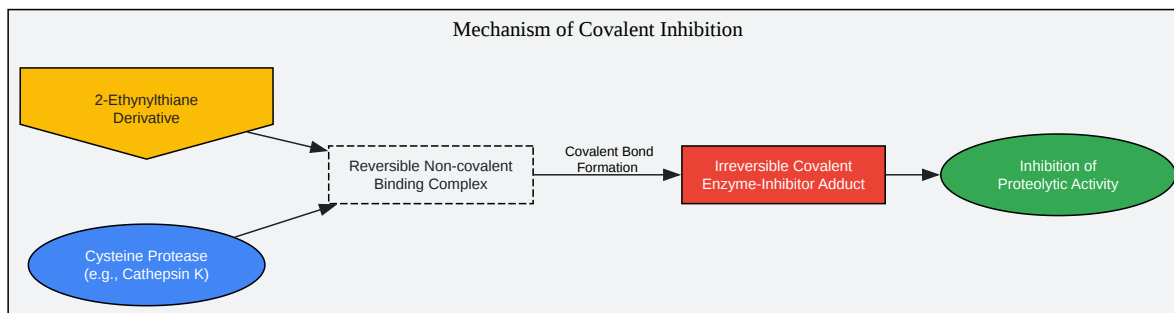 Mechanism of Covalent Inhibition
2-Ethynylthiane
Derivative
Cysteine Protease
(e.g., Cathepsin K)
Reversible Non-covalent
Binding Complex
Covalent Bond
Formation
Irreversible Covalent
Enzyme-Inhibitor Adduct
Inhibition of
Proteolytic Activity